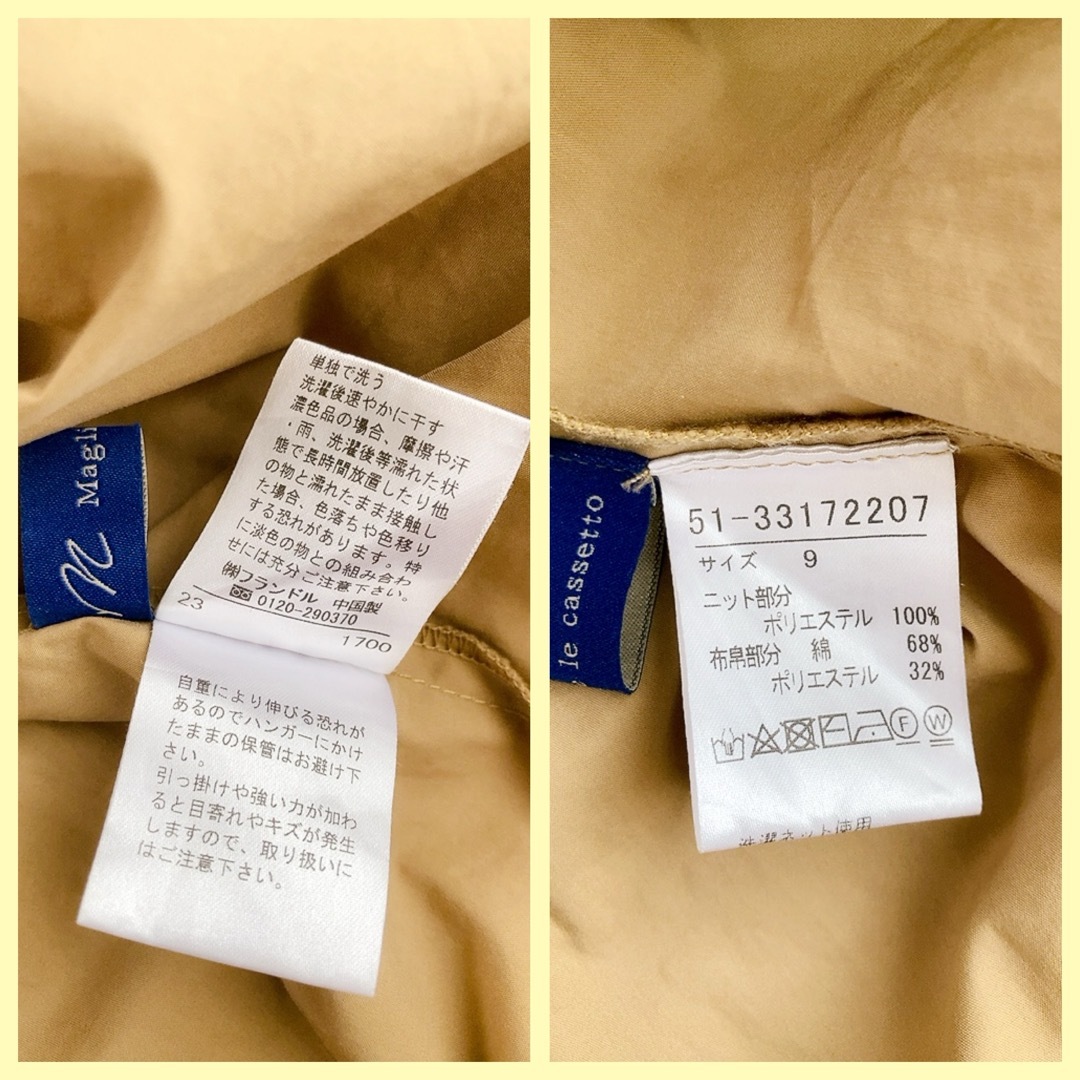 M
Magli
単独で洗う
洗濯後速やかに干す
濃色品の場合、摩擦や汗
・雨、洗濯後等濡れた状
態で長時間放置したり他
の物と濡れたまま接触し
た場合、色落ちや色移り
する恐れがあります。特
に淡色の物との組み合わ
せには充分ご注意下さい。
㈱フランドル 中国製
0120-290370
23
1700
自重により伸びる恐れが
あるのでハンガーにかけ
たままの保管はお避け下
さい。
引っ掛けや強い力が加わ
ると目寄れやキズが発生
しますので、取り扱いに
はご注意下さい。
le cassetto
51-33172207
サイズ 9
ニット部分
ポリエステル 100%
布帛部分 綿 68%
ポリエステル 32%
F W
洗濯ネット使用